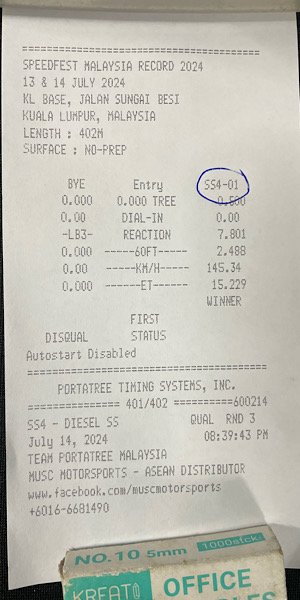 ========================================
SPEEDFEST MALAYSIA RECORD 2024
13 & 14 JULY 2024
KL BASE, JALAN SUNGAI BESI
KUALA LUMPUR, MALAYSIA
LENGTH : 402M
SURFACE : NO-PREP
BYE Entry SS4-01
0.000 0.000 TREE 0.500
0.00 DIAL-IN 0.00
-LB3- REACTION 7.801
0.000 ------60FT----- 2.488
0.00 ------KM/H----- 145.34
0.000 -------ET------ 15.229
WINNER
FIRST
DISQUAL STATUS
Autostart Disabled
========================================
PORTATREE TIMING SYSTEMS, INC.
=============== 401/402 ==========600214
SS4 - DIESEL SS QUAL RND 3
July 14, 2024 08:39:43 PM
TEAM PORTATREE MALAYSIA
MUSC MOTORSPORTS - ASEAN DISTRIBUTOR
www.facebook.com/muscmotorsports
+6016-6681490
NO.10 5mm 1000stck
KREATO OFFICE